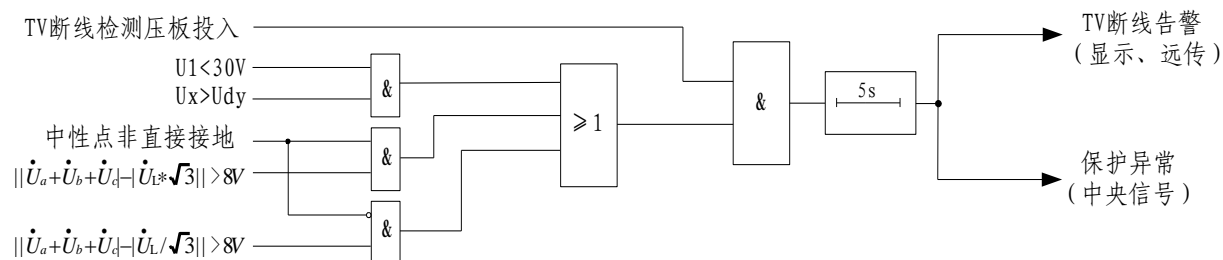 TV断线检测压板投入
U1<30V
Ux>Udy
中性点非直接接地
||U̇a+U̇b+U̇c|-|U̇L*√3||>8V
||U̇a+U̇b+U̇c|-|U̇L/√3||>8V
&
&
&
≥1
&
5s
TV断线告警
(显示、远传)
保护异常
(中央信号)